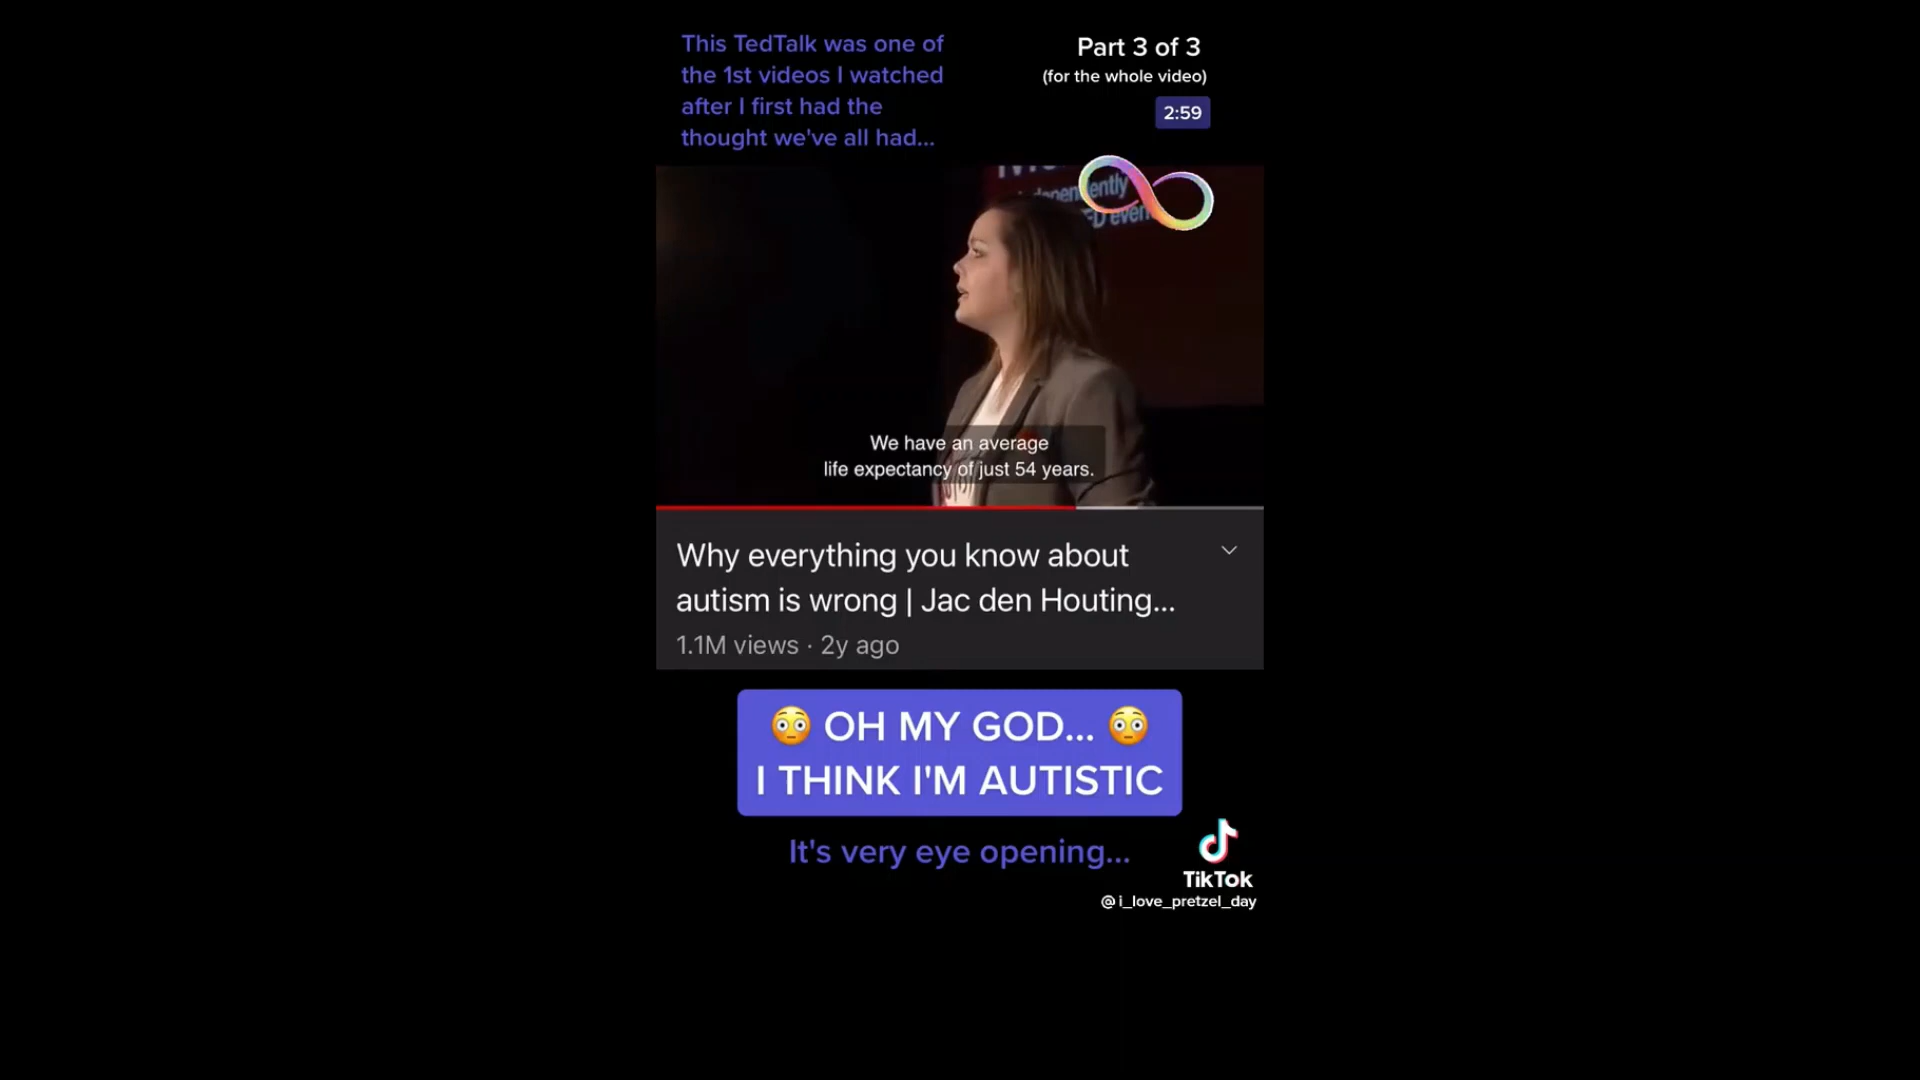 This TedTalk was one of
the 1st videos I watched
after I first had the
thought we've all had...
Part 3 of 3
(for the whole video)
2:59
ently
We have an average
life expectancy of just 54 years.
Why everything you know about
autism is wrong | Jac den Houting...
1.1M views · 2y ago
😳 OH MY GOD... 😳
I THINK I'M AUTISTIC
It's very eye opening...
TikTok
@i_love_pretzel_day